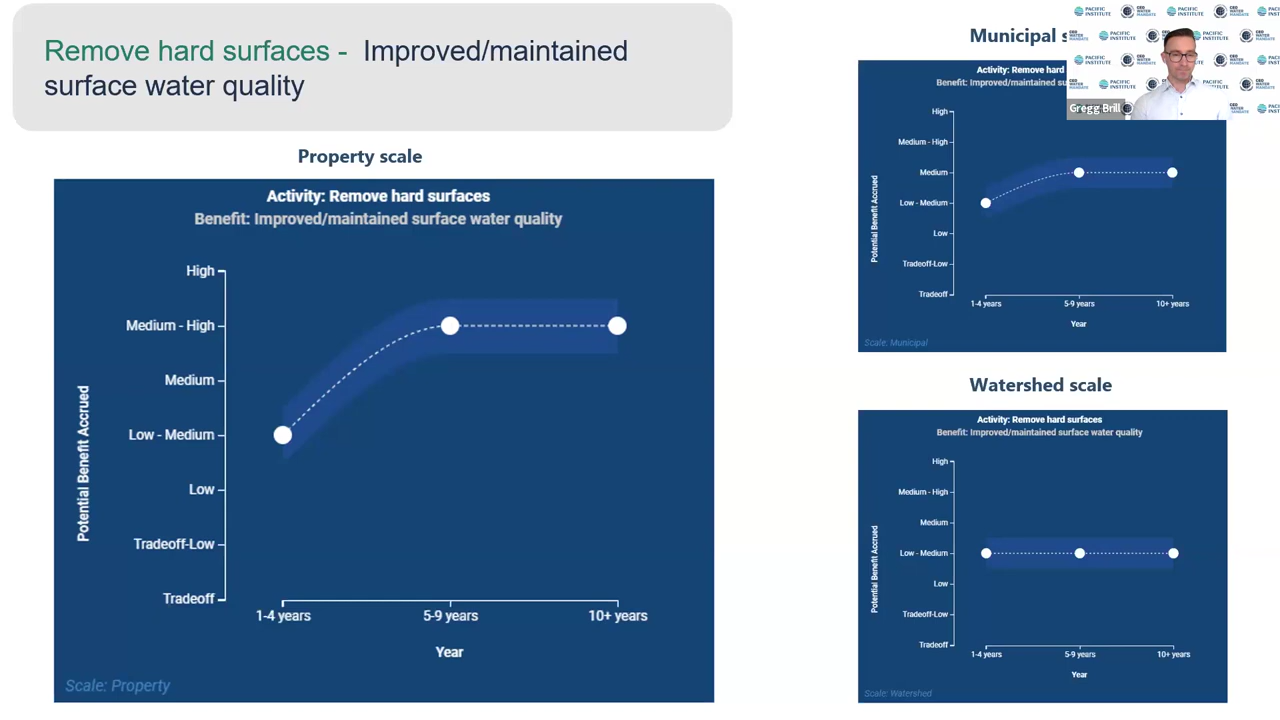 Remove hard surfaces - Improved/maintained
surface water quality
Property scale
Activity: Remove hard surfaces
Benefit: Improved/maintained surface water quality
Potential Benefit Accrued
High
Medium - High
Medium
Low - Medium
Low
Tradeoff-Low
Tradeoff
1-4 years
5-9 years
10+ years
Year
Scale: Property
Municipal s
Activity: Remove hard
Benefit: Improved/maintained su
Potential Benefit Accrued
High
Medium - High
Medium
Low - Medium
Low
Tradeoff-Low
Tradeoff
1-4 years
5-9 years
10+ years
Year
Scale: Municipal
PACIFIC
INSTITUTE
CEO
WATER
MANDATE
Gregg Brill
Watershed scale
Activity: Remove hard surfaces
Benefit: Improved/maintained surface water quality
Potential Benefit Accrued
High
Medium - High
Medium
Low - Medium
Low
Tradeoff-Low
Tradeoff
1-4 years
5-9 years
10+ years
Year
Scale: Watershed